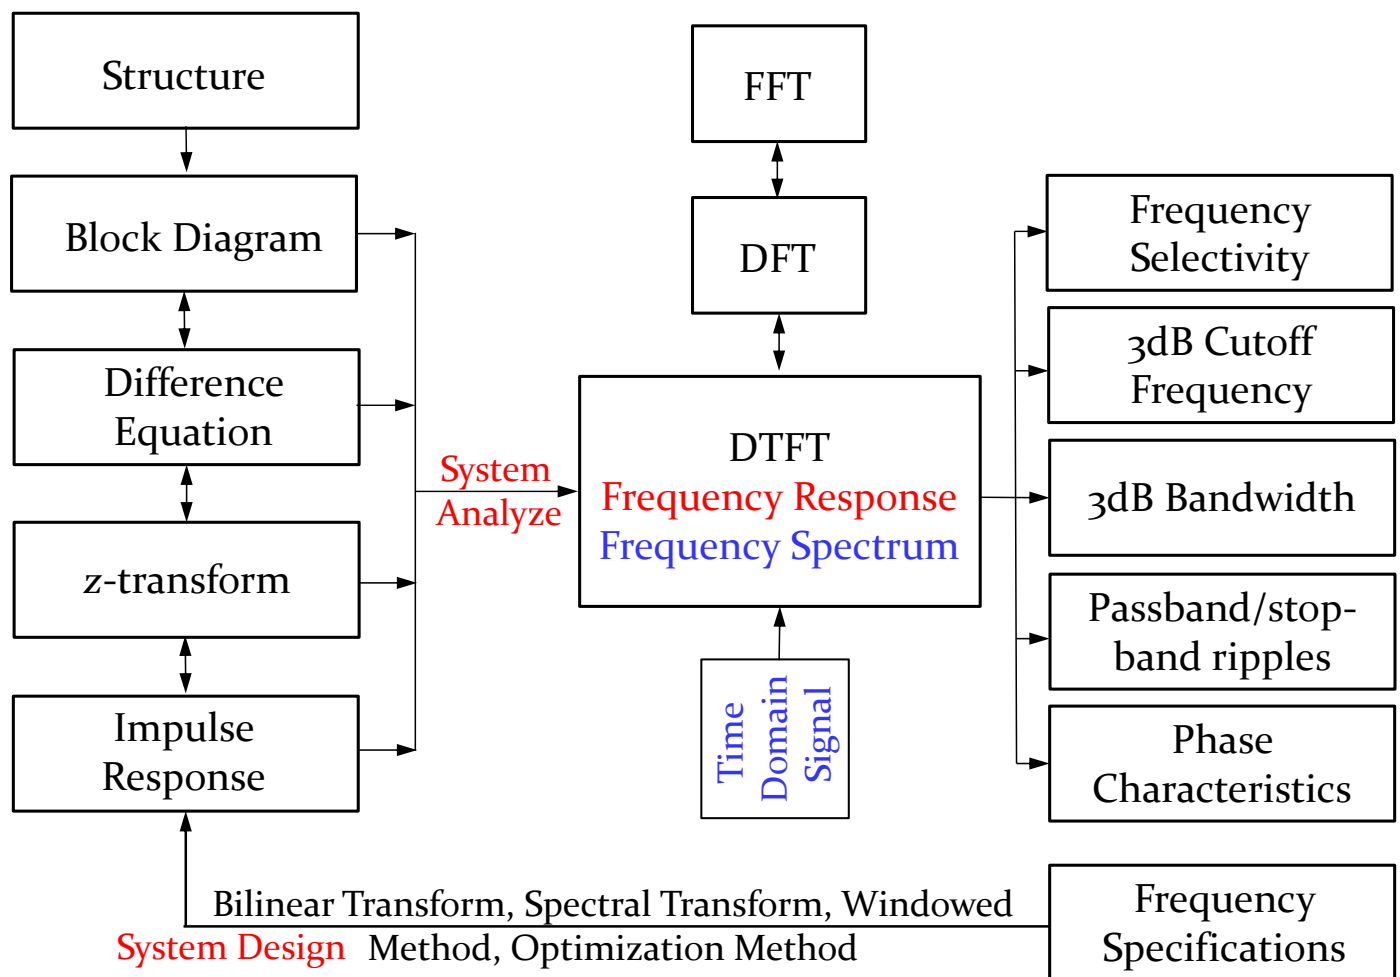 Structure
Block Diagram
Difference
Equation
z-transform
Impulse
Response
System
Analyze
FFT
DFT
DTFT
Frequency Response
Frequency Spectrum
Time
Domain
Signal
Frequency
Selectivity
3dB Cutoff
Frequency
3dB Bandwidth
Passband/stop-
band ripples
Phase
Characteristics
Frequency
Specifications
Bilinear Transform, Spectral Transform, Windowed
System Design Method, Optimization Method